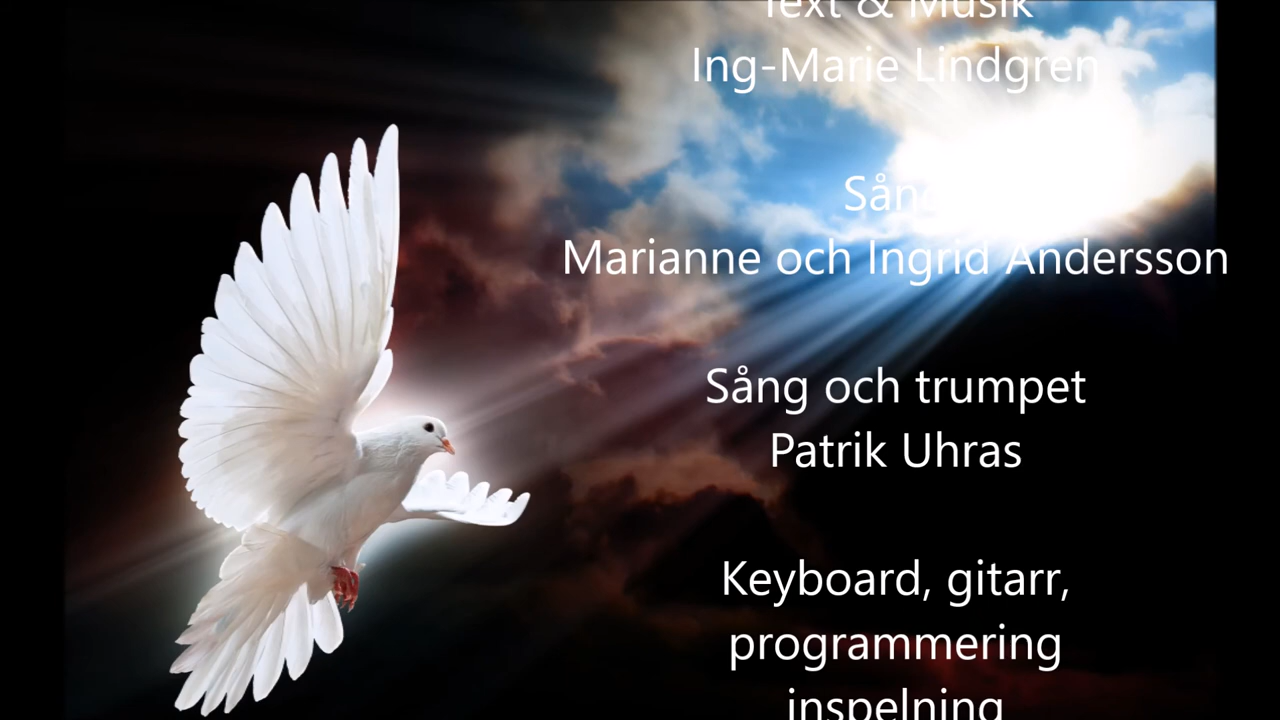 Text & Musik
Ing-Marie Lindgren
Sång
Marianne och Ingrid Andersson
Sång och trumpet
Patrik Uhras
Keyboard, gitarr,
programmering
inspelning